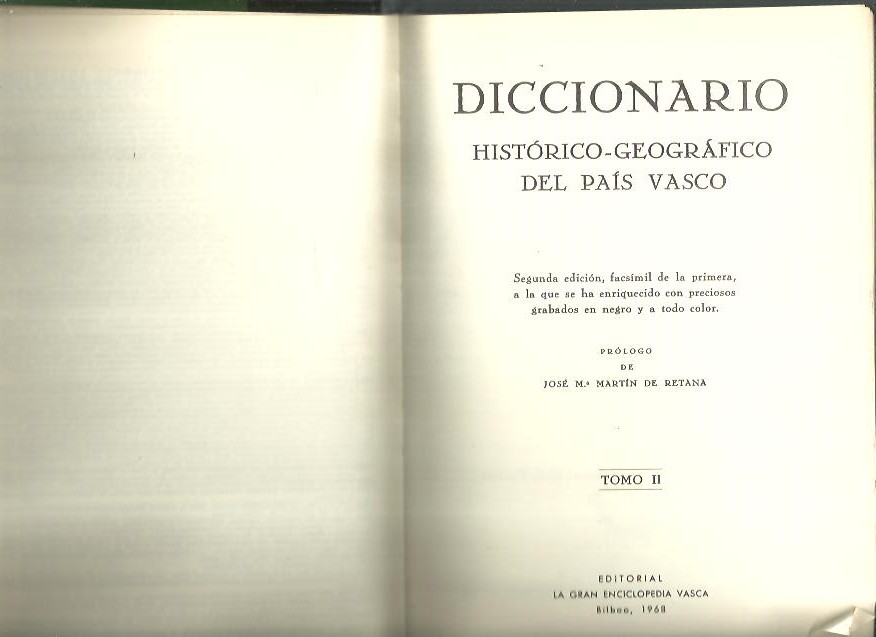 DICCIONARIO
HISTÓRICO-GEOGRÁFICO
DEL PAÍS VASCO
Segunda edición, facsímil de la primera,
a la que se ha enriquecido con preciosos
grabados en negro y a todo color.
PRÓLOGO
DE
JOSÉ M.ª MARTÍN DE RETANA
TOMO II
EDITORIAL
LA GRAN ENCICLOPEDIA VASCA
Bilbao, 1968